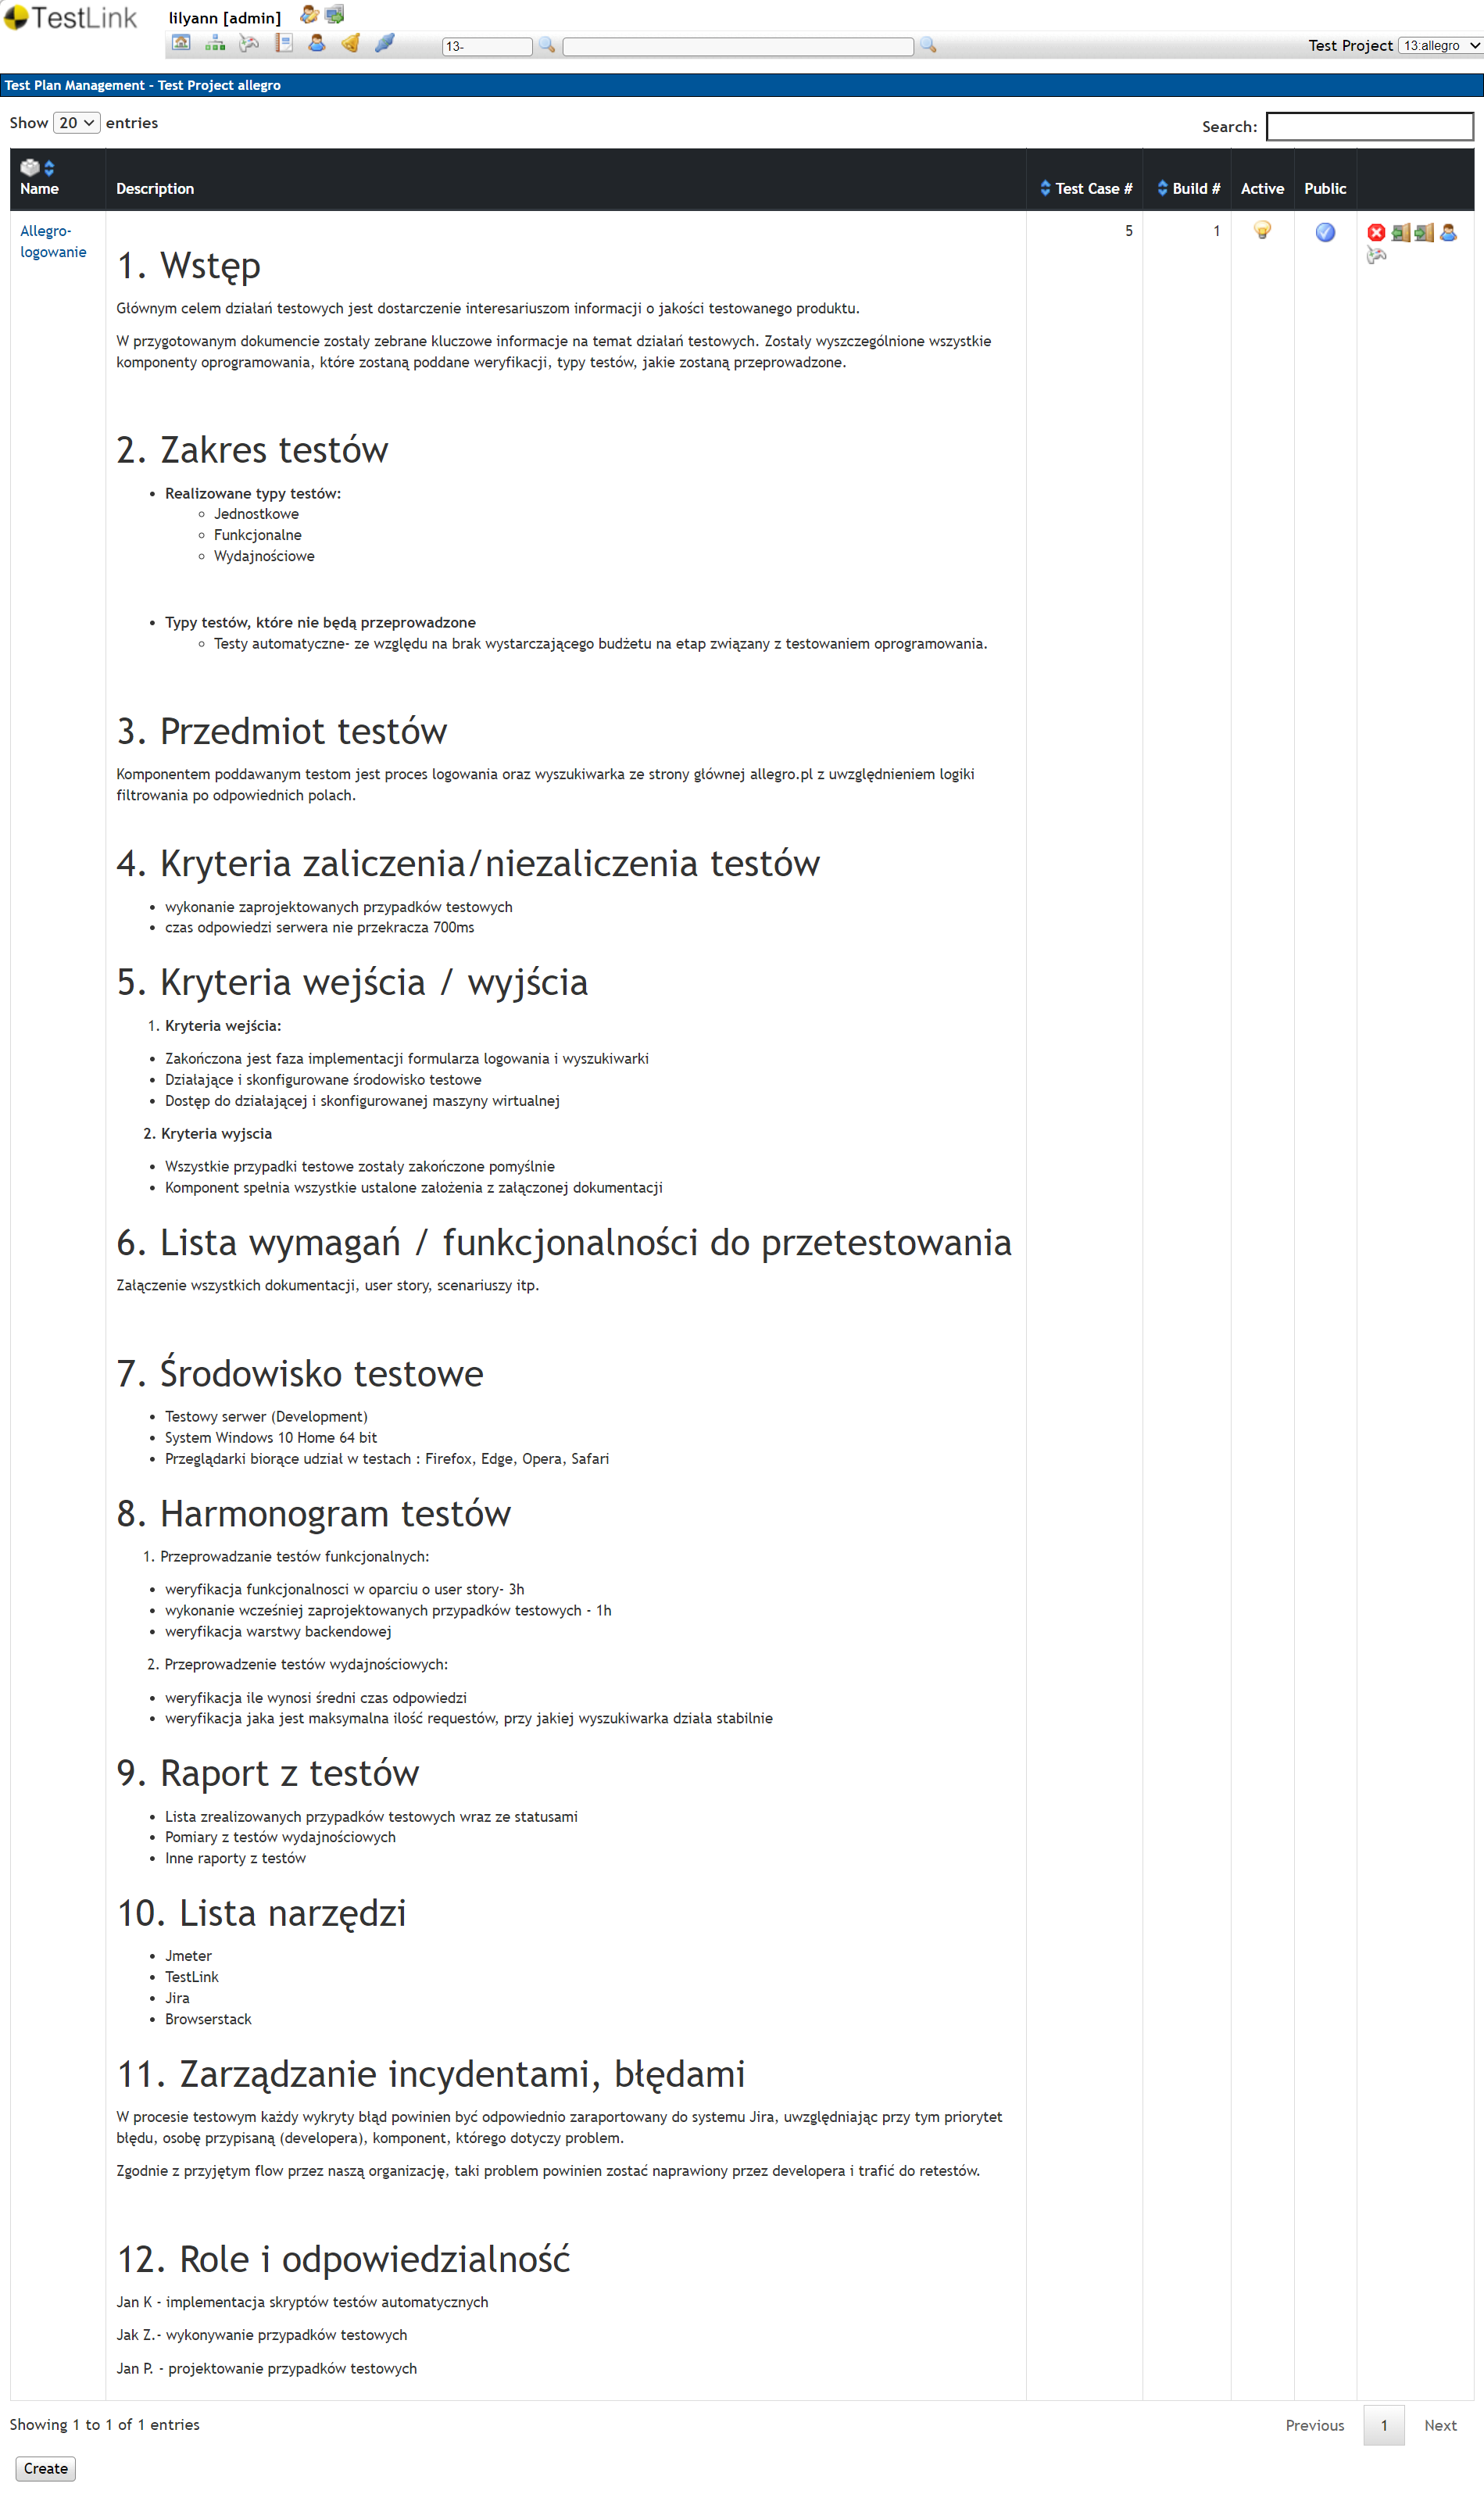 TestLink
lilyann [admin]
13-
Test Project 13:allegro
Test Plan Management - Test Project allegro
Show 20 entries
Search:
Name Description Test Case # Build # Active Public
Allegro-
logowanie
5 1
1. Wstęp
Głównym celem działań testowych jest dostarczenie interesariuszom informacji o jakości testowanego produktu.
W przygotowanym dokumencie zostały zebrane kluczowe informacje na temat działań testowych. Zostały wyszczególnione wszystkie
komponenty oprogramowania, które zostaną poddane weryfikacji, typy testów, jakie zostaną przeprowadzone.
2. Zakres testów
• Realizowane typy testów:
◦ Jednostkowe
◦ Funkcjonalne
◦ Wydajnościowe
• Typy testów, które nie będą przeprowadzone
◦ Testy automatyczne- ze względu na brak wystarczającego budżetu na etap związany z testowaniem oprogramowania.
3. Przedmiot testów
Komponentem poddawanym testom jest proces logowania oraz wyszukiwarka ze strony głównej allegro.pl z uwzględnieniem logiki
filtrowania po odpowiednich polach.
4. Kryteria zaliczenia/niezaliczenia testów
• wykonanie zaprojektowanych przypadków testowych
• czas odpowiedzi serwera nie przekracza 700ms
5. Kryteria wejścia / wyjścia
1. Kryteria wejścia:
• Zakończona jest faza implementacji formularza logowania i wyszukiwarki
• Działające i skonfigurowane środowisko testowe
• Dostęp do działającej i skonfigurowanej maszyny wirtualnej
2. Kryteria wyjscia
• Wszystkie przypadki testowe zostały zakończone pomyślnie
• Komponent spełnia wszystkie ustalone założenia z załączonej dokumentacji
6. Lista wymagań / funkcjonalności do przetestowania
Załączenie wszystkich dokumentacji, user story, scenariuszy itp.
7. Środowisko testowe
• Testowy serwer (Development)
• System Windows 10 Home 64 bit
• Przeglądarki biorące udział w testach : Firefox, Edge, Opera, Safari
8. Harmonogram testów
1. Przeprowadzanie testów funkcjonalnych:
• weryfikacja funkcjonalnosci w oparciu o user story- 3h
• wykonanie wcześniej zaprojektowanych przypadków testowych - 1h
• weryfikacja warstwy backendowej
2. Przeprowadzenie testów wydajnościowych:
• weryfikacja ile wynosi średni czas odpowiedzi
• weryfikacja jaka jest maksymalna ilość requestów, przy jakiej wyszukiwarka działa stabilnie
9. Raport z testów
• Lista zrealizowanych przypadków testowych wraz ze statusami
• Pomiary z testów wydajnościowych
• Inne raporty z testów
10. Lista narzędzi
• Jmeter
• TestLink
• Jira
• Browserstack
11. Zarządzanie incydentami, błędami
W procesie testowym każdy wykryty błąd powinien być odpowiednio zaraportowany do systemu Jira, uwzględniając przy tym priorytet
błędu, osobę przypisaną (developera), komponent, którego dotyczy problem.
Zgodnie z przyjętym flow przez naszą organizację, taki problem powinien zostać naprawiony przez developera i trafić do retestów.
12. Role i odpowiedzialność
Jan K - implementacja skryptów testów automatycznych
Jak Z.- wykonywanie przypadków testowych
Jan P. - projektowanie przypadków testowych
Showing 1 to 1 of 1 entries
Previous 1 Next
Create